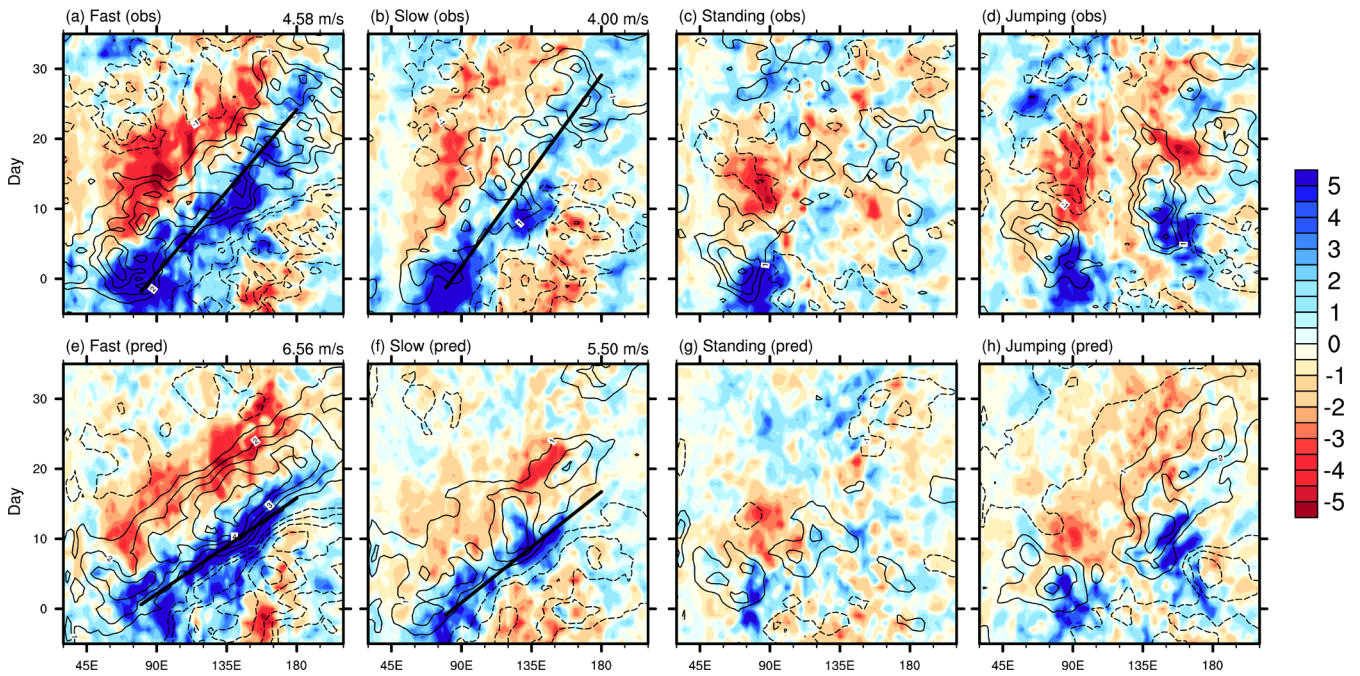 (a) Fast (obs) 4.58 m/s
(b) Slow (obs) 4.00 m/s
(c) Standing (obs)
(d) Jumping (obs)
30
20
10
0
Day
(e) Fast (pred) 6.56 m/s
(f) Slow (pred) 5.50 m/s
(g) Standing (pred)
(h) Jumping (pred)
30
20
10
0
Day
45E 90E 135E 180
45E 90E 135E 180
45E 90E 135E 180
45E 90E 135E 180
5
4
3
2
1
0
-1
-2
-3
-4
-5